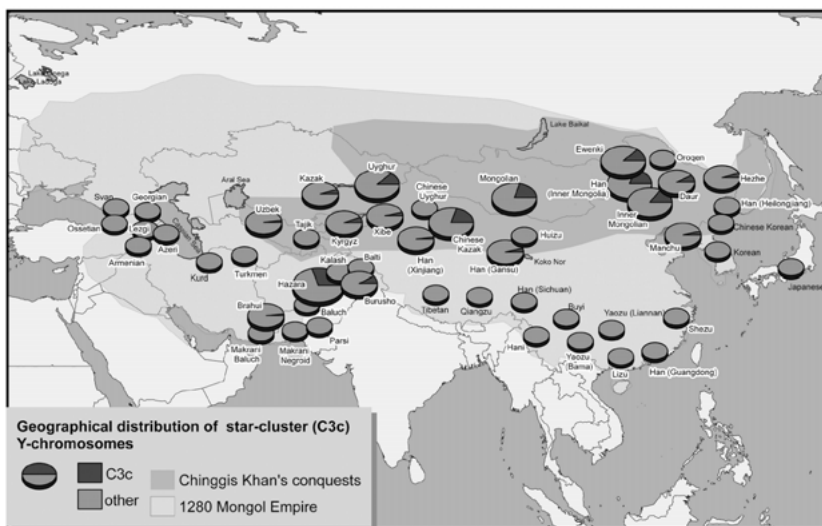 Lake Ladoga
Lake Baikal
Aral Sea
Svan
Georgian
Ossetian
Lezgi
Azeri
Armenian
Kurd
Turkmen
Uzbek
Tajik
Kazak
Uyghur
Kyrgyz
Xibe
Chinese
Uyghur
Mongolian
Chinese
Kazak
Han
(Xinjiang)
Han (Gansu)
Huizu
Koko Nor
Ewenki
Oroqen
Han
(Inner Mongolia)
Inner
Mongolian
Daur
Hezhe
Han (Heilongjiang)
Chinese Korean
Manchu
Korean
Japanese
Kalash
Balti
Hazara
Burusho
Baluch
Brahui
Makrani
Baluch
Makrani
Negroid
Parsi
Tibetan
Qiangzu
Han (Sichuan)
Buyi
Yaozu (Liannan)
Shezu
Hani
Yaozu
(Bama)
Lizu
Han (Guangdong)
Geographical distribution of star-cluster (C3c)
Y-chromosomes
C3c
other
Chinggis Khan's conquests
1280 Mongol Empire